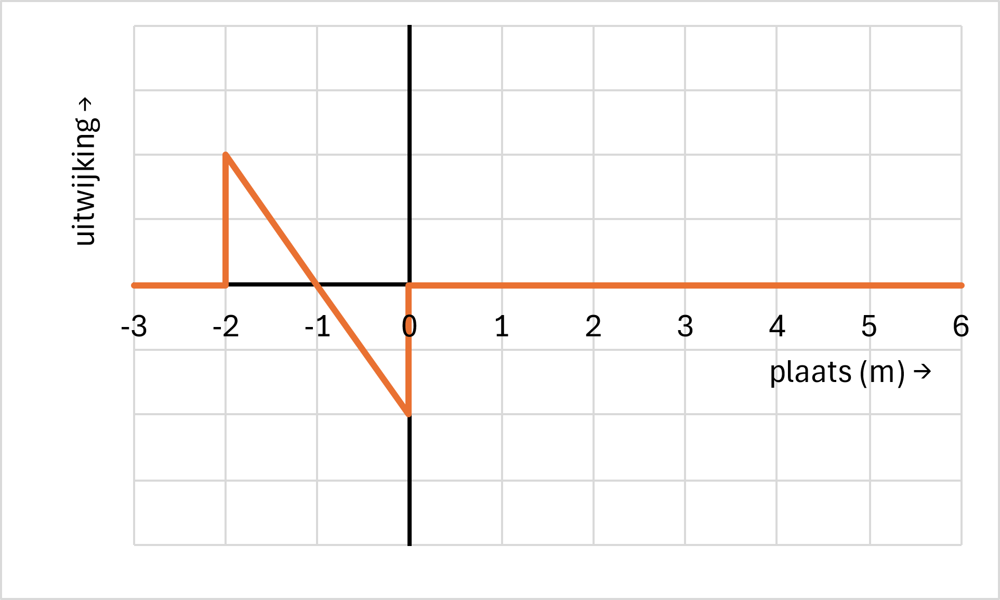 uitwijking →
-3 -2 -1 0 1 2 3 4 5 6
plaats (m) →